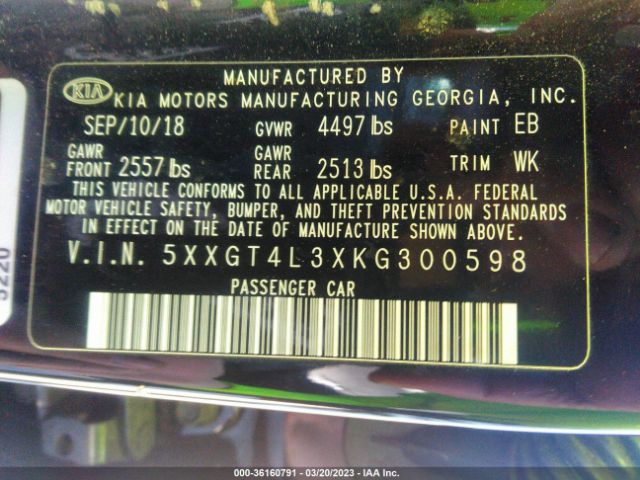 MANUFACTURED BY
KIA KIA MOTORS MANUFACTURING GEORGIA, INC.
SEP/10/18 GVWR 4497 lbs PAINT EB
GAWR FRONT 2557 lbs GAWR REAR 2513 lbs TRIM WK
THIS VEHICLE CONFORMS TO ALL APPLICABLE U.S.A. FEDERAL
MOTOR VEHICLE SAFETY, BUMPER, AND THEFT PREVENTION STANDARDS
IN EFFECT ON THE DATE OF MANUFACTURE SHOWN ABOVE.
V.I.N. 5XXGT4L3XKG300598
PASSENGER CAR
000-36160791 - 03/20/2023 - IAA Inc.